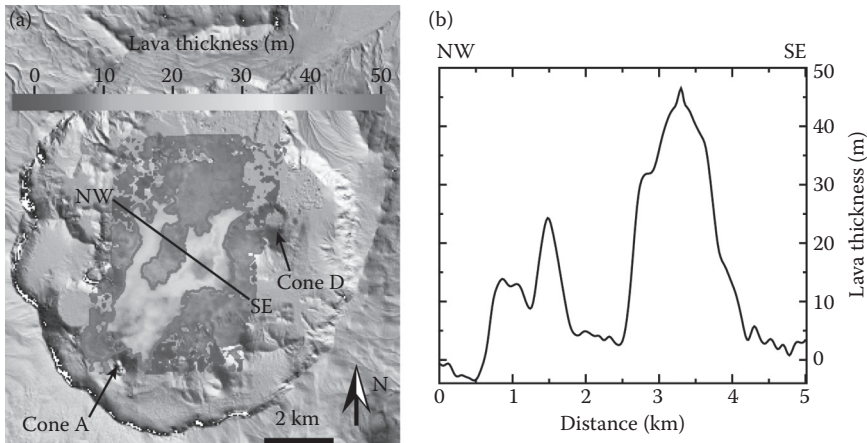 (a)
Lava thickness (m)
0 10 20 30 50
NW
SE
Cone D
Cone A
2 km
N
(b)
NW SE
50
40
30
20
10
0
Lava thickness (m)
0 1 2 3 4 5
Distance (km)